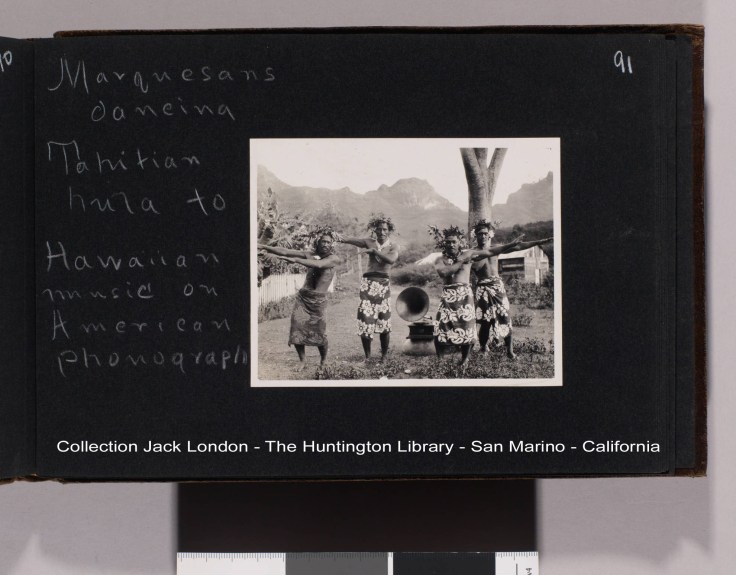 91
Marquesans
dancing
Tahitian
hula to
Hawaiian
music on
American
phonograph
Collection Jack London - The Huntington Library - San Marino - California